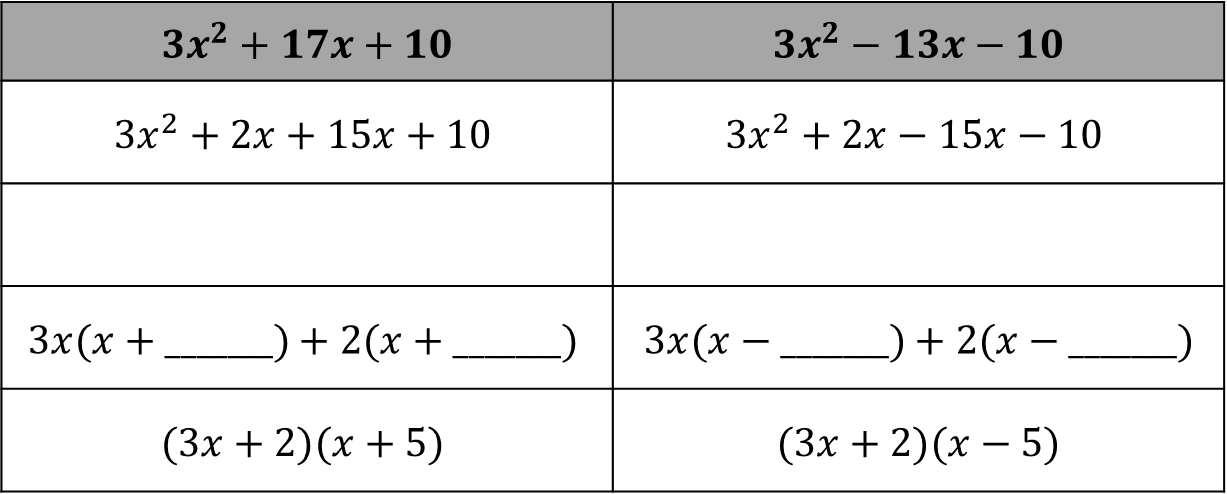 3x² + 17x + 10 3x² − 13x − 10
3x² + 2x + 15x + 10 3x² + 2x − 15x − 10
3x(x + ______) + 2(x + ______) 3x(x − ______) + 2(x − ______)
(3x + 2)(x + 5) (3x + 2)(x − 5)